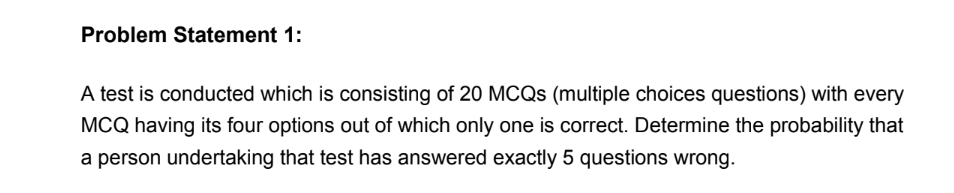 Problem Statement 1:
A test is conducted which is consisting of 20 MCQs (multiple choices questions) with every
MCQ having its four options out of which only one is correct. Determine the probability that
a person undertaking that test has answered exactly 5 questions wrong.